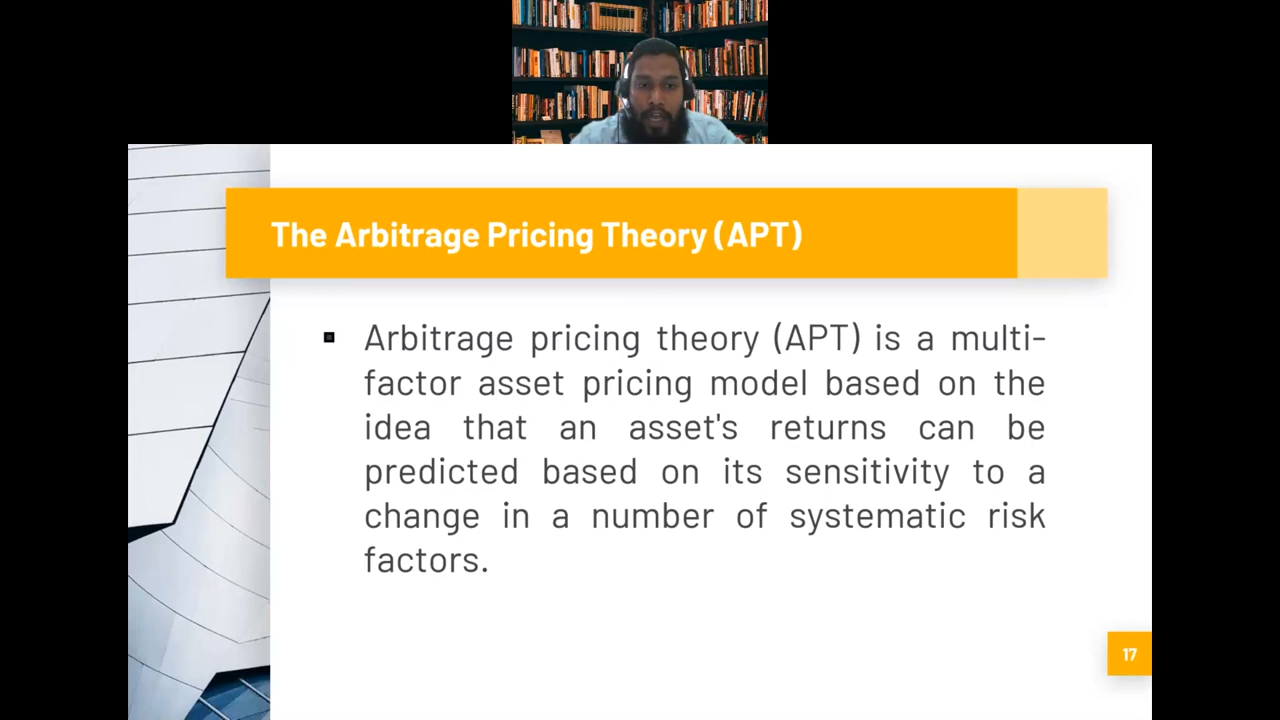 The Arbitrage Pricing Theory (APT)
▪ Arbitrage pricing theory (APT) is a multi-
factor asset pricing model based on the
idea that an asset's returns can be
predicted based on its sensitivity to a
change in a number of systematic risk
factors.
17